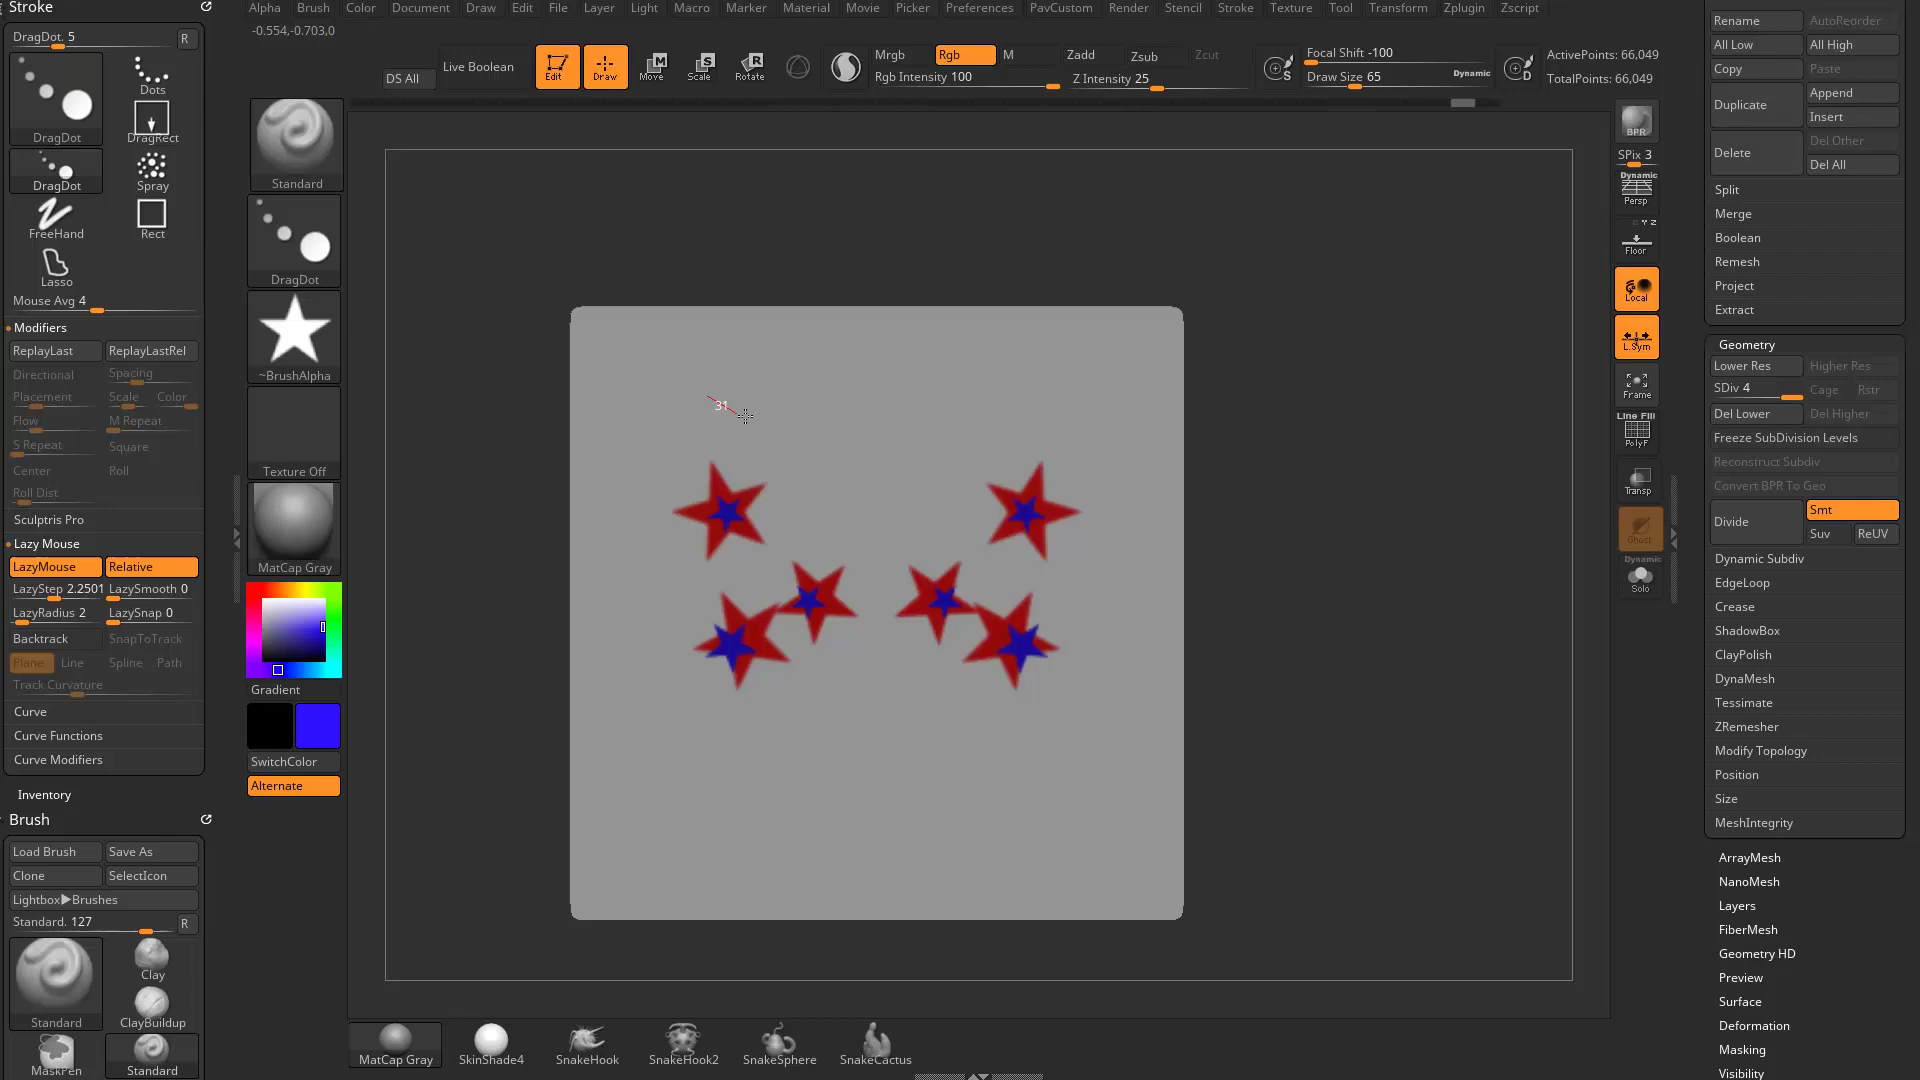 Stroke
DragDot. 5
R
DragDot
Dots
DragRect
DragDot
Spray
FreeHand
Rect
Lasso
Mouse Avg 4
Modifiers
ReplayLast
ReplayLastRel
Directional
Spacing
Placement
Scale
Color
Flow
M Repeat
S Repeat
Square
Center
Roll
Roll Dist
Sculptris Pro
Lazy Mouse
LazyMouse
Relative
LazyStep 2.2501
LazySmooth 0
LazyRadius 2
LazySnap 0
Backtrack
SnapToTrack
Plane
Line
Spline
Path
Track Curvature
Curve
Curve Functions
Curve Modifiers
Inventory
Brush
Load Brush
Save As
Clone
SelectIcon
Lightbox▶Brushes
Standard. 127
R
Standard
Clay
ClayBuildup
MaskPen
Standard
Alpha
Brush
Color
Document
Draw
Edit
File
Layer
Light
Macro
Marker
Material
Movie
Picker
Preferences
PavCustom
Render
Stencil
Stroke
Texture
Tool
Transform
Zplugin
Zscript
-0.554,-0.703,0
DS All
Live Boolean
Edit
Draw
Move
Scale
Rotate
Mrgb
Rgb
M
Zadd
Zsub
Zcut
Rgb Intensity 100
Z Intensity 25
S
Focal Shift -100
Draw Size 65
Dynamic
D
ActivePoints: 66,049
TotalPoints: 66,049
Standard
DragDot
~BrushAlpha
Texture Off
MatCap Gray
Gradient
SwitchColor
Alternate
31
BPR
SPix 3
Dynamic
Persp
Floor
Local
L.Sym
Frame
Line Fill
PolyF
Transp
Ghost
Dynamic
Solo
MatCap Gray
SkinShade4
SnakeHook
SnakeHook2
SnakeSphere
SnakeCactus
Rename
AutoReorder
All Low
All High
Copy
Paste
Duplicate
Append
Insert
Delete
Del Other
Del All
Split
Merge
Boolean
Remesh
Project
Extract
Geometry
Lower Res
Higher Res
SDiv 4
Cage
Rstr
Del Lower
Del Higher
Freeze SubDivision Levels
Reconstruct Subdiv
Convert BPR To Geo
Divide
Smt
Suv
ReUV
Dynamic Subdiv
EdgeLoop
Crease
ShadowBox
ClayPolish
DynaMesh
Tessimate
ZRemesher
Modify Topology
Position
Size
MeshIntegrity
ArrayMesh
NanoMesh
Layers
FiberMesh
Geometry HD
Preview
Surface
Deformation
Masking
Visibility